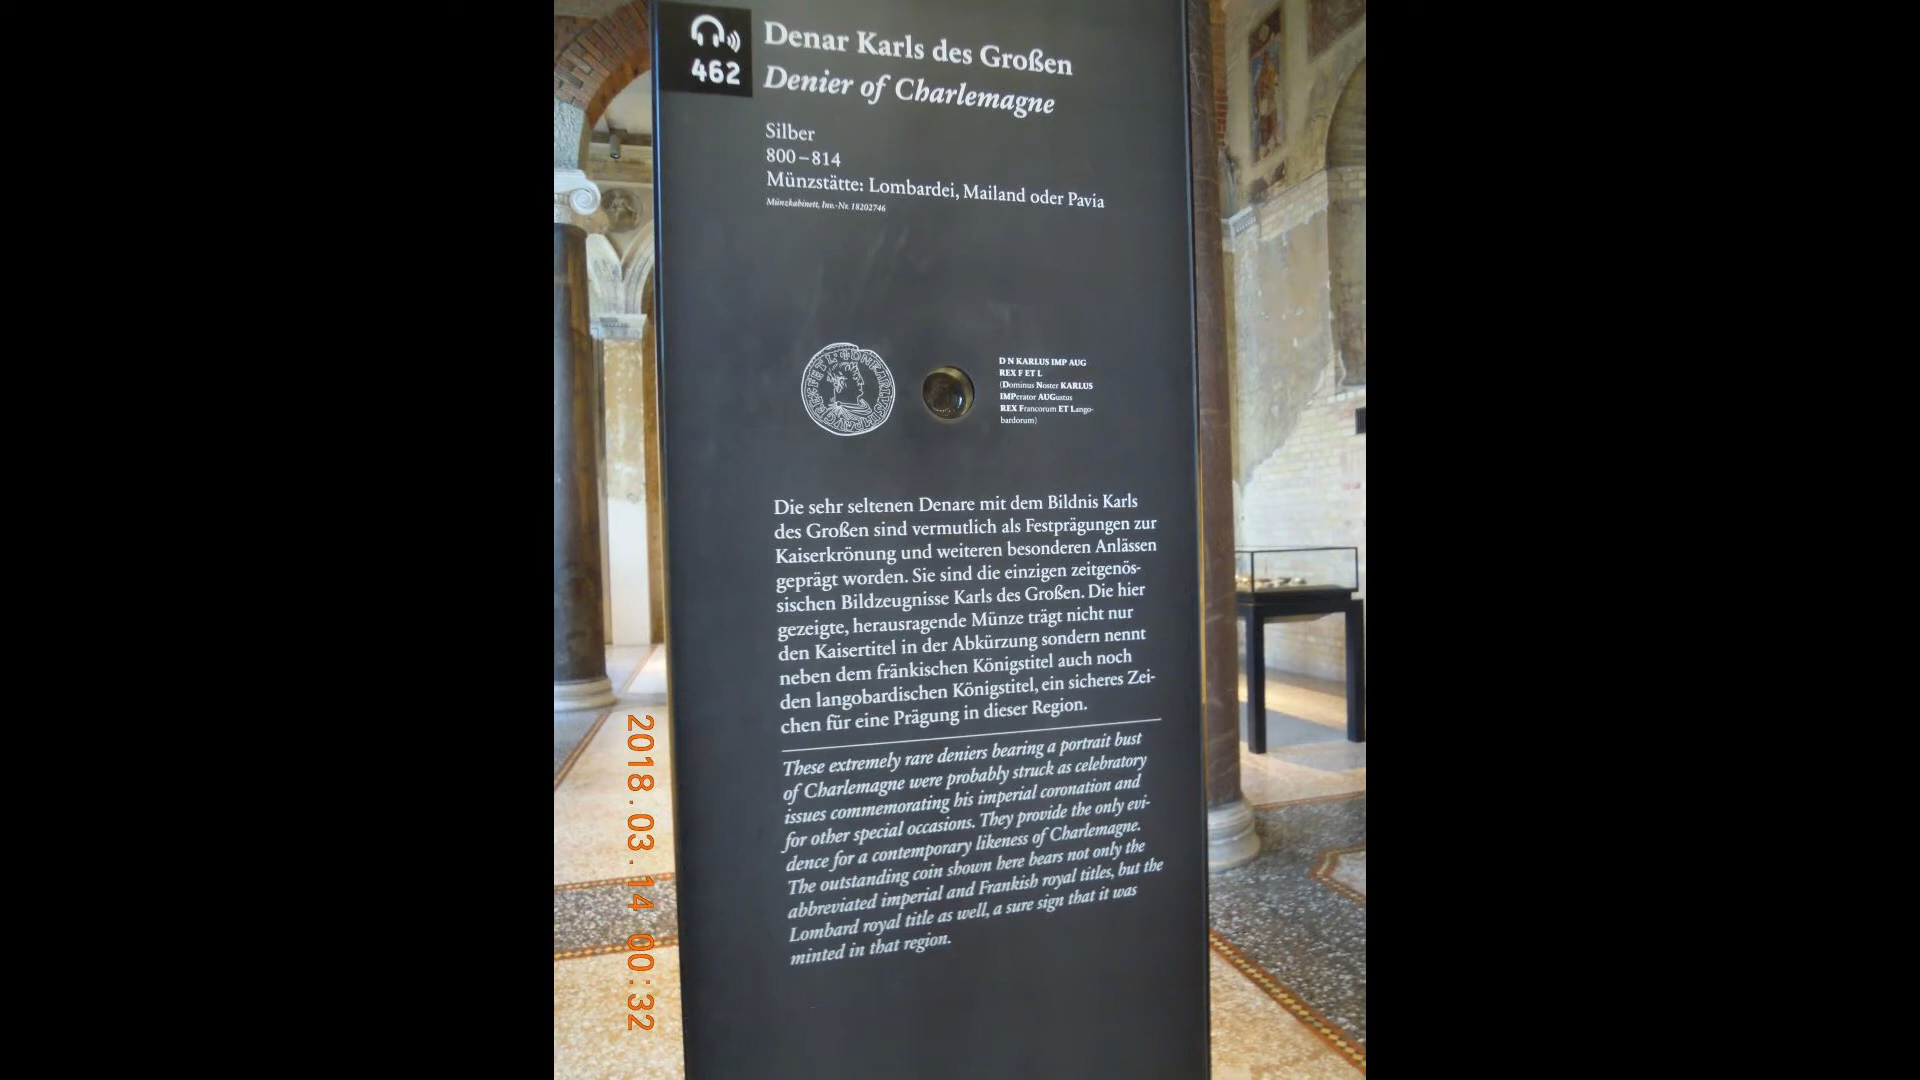 462
Denar Karls des Großen
Denier of Charlemagne
Silber
800 – 814
Münzstätte: Lombardei, Mailand oder Pavia
Münzkabinett, Inv.-Nr. 18202746
D N KARLUS IMP AUG
REX F ET L
(Dominus Noster KARLUS
IMPerator AUGustus
REX Francorum ET Lango-
bardorum)
Die sehr seltenen Denare mit dem Bildnis Karls
des Großen sind vermutlich als Festprägungen zur
Kaiserkrönung und weiteren besonderen Anlässen
geprägt worden. Sie sind die einzigen zeitgenös-
sischen Bildzeugnisse Karls des Großen. Die hier
gezeigte, herausragende Münze trägt nicht nur
den Kaisertitel in der Abkürzung sondern nennt
neben dem fränkischen Königstitel auch noch
den langobardischen Königstitel, ein sicheres Zei-
chen für eine Prägung in dieser Region.
These extremely rare deniers bearing a portrait bust
of Charlemagne were probably struck as celebratory
issues commemorating his imperial coronation and
for other special occasions. They provide the only evi-
dence for a contemporary likeness of Charlemagne.
The outstanding coin shown here bears not only the
abbreviated imperial and Frankish royal titles, but the
Lombard royal title as well, a sure sign that it was
minted in that region.
2018.03.14 00:32